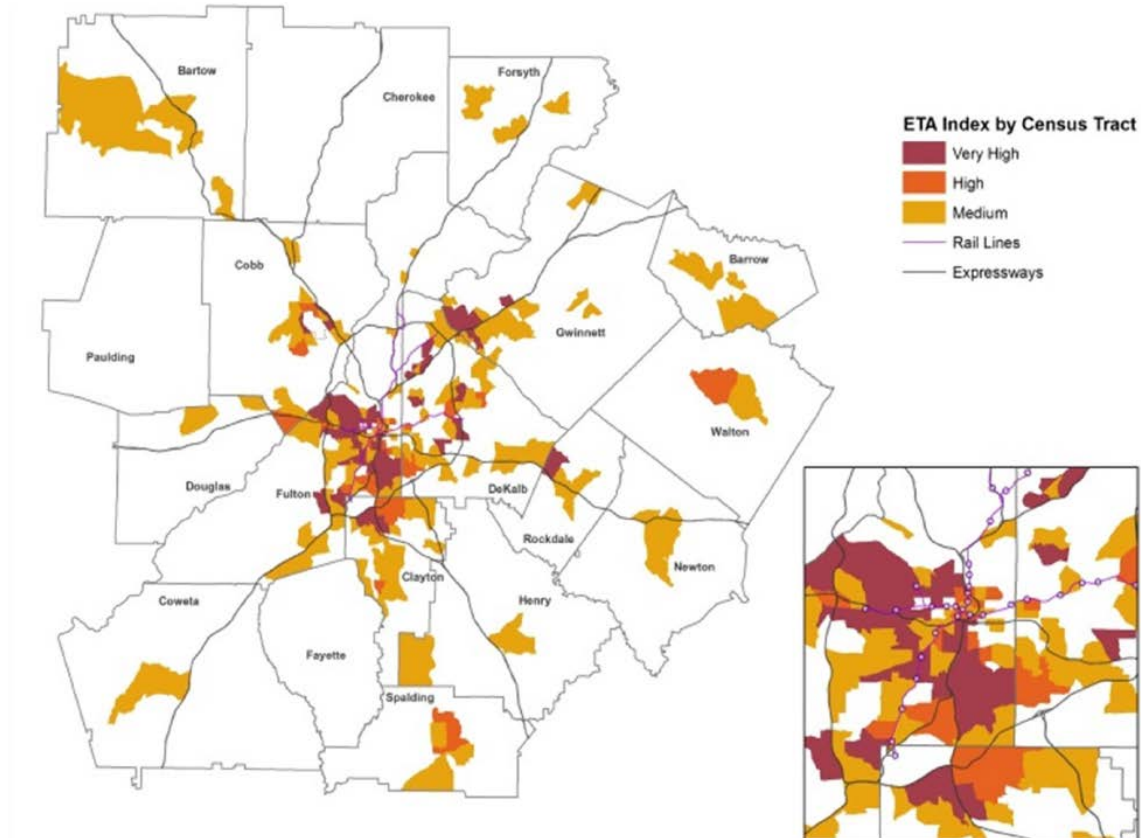 Bartow
Forsyth
Cherokee
ETA Index by Census Tract
Very High
High
Medium
Rail Lines
Expressways
Cobb
Barrow
Gwinnett
Paulding
Walton
Douglas
Fulton
DeKalb
Rockdale
Newton
Clayton
Coweta
Henry
Fayette
Spalding